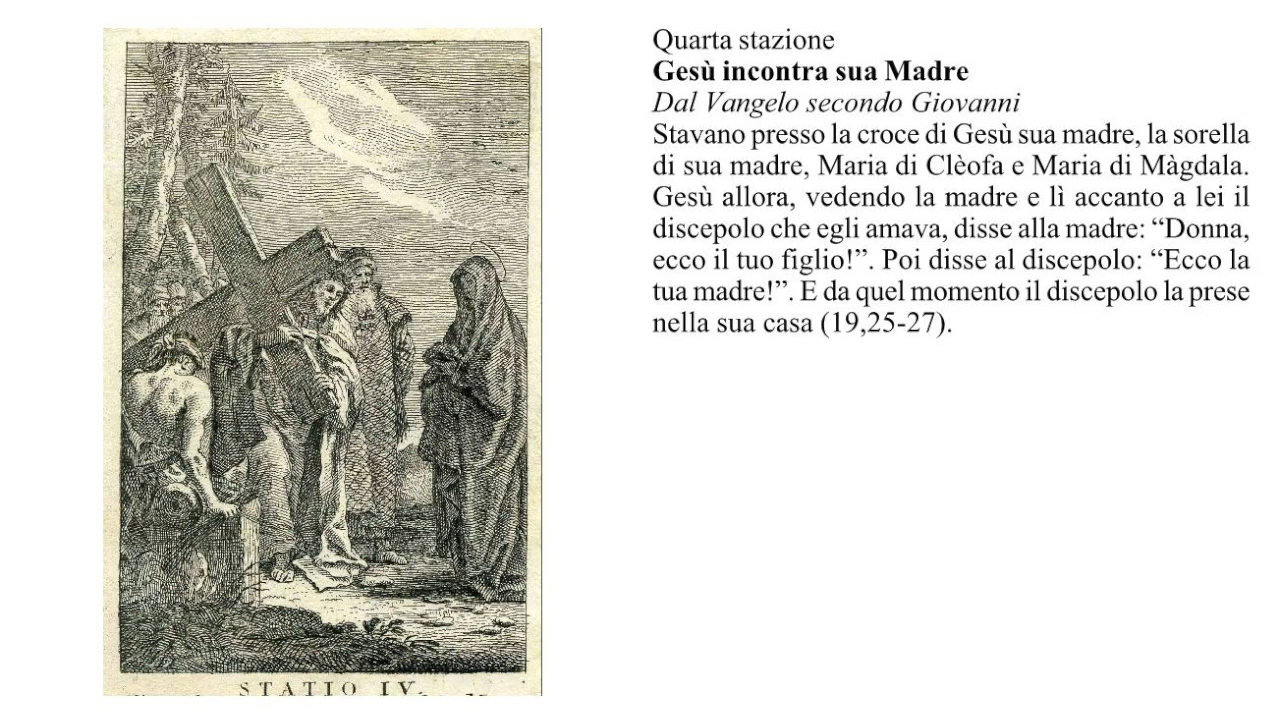 Quarta stazione
Gesù incontra sua Madre
Dal Vangelo secondo Giovanni
Stavano presso la croce di Gesù sua madre, la sorella
di sua madre, Maria di Clèofa e Maria di Màgdala.
Gesù allora, vedendo la madre e lì accanto a lei il
discepolo che egli amava, disse alla madre: “Donna,
ecco il tuo figlio!”. Poi disse al discepolo: “Ecco la
tua madre!”. E da quel momento il discepolo la prese
nella sua casa (19,25-27).
STATIO IV.